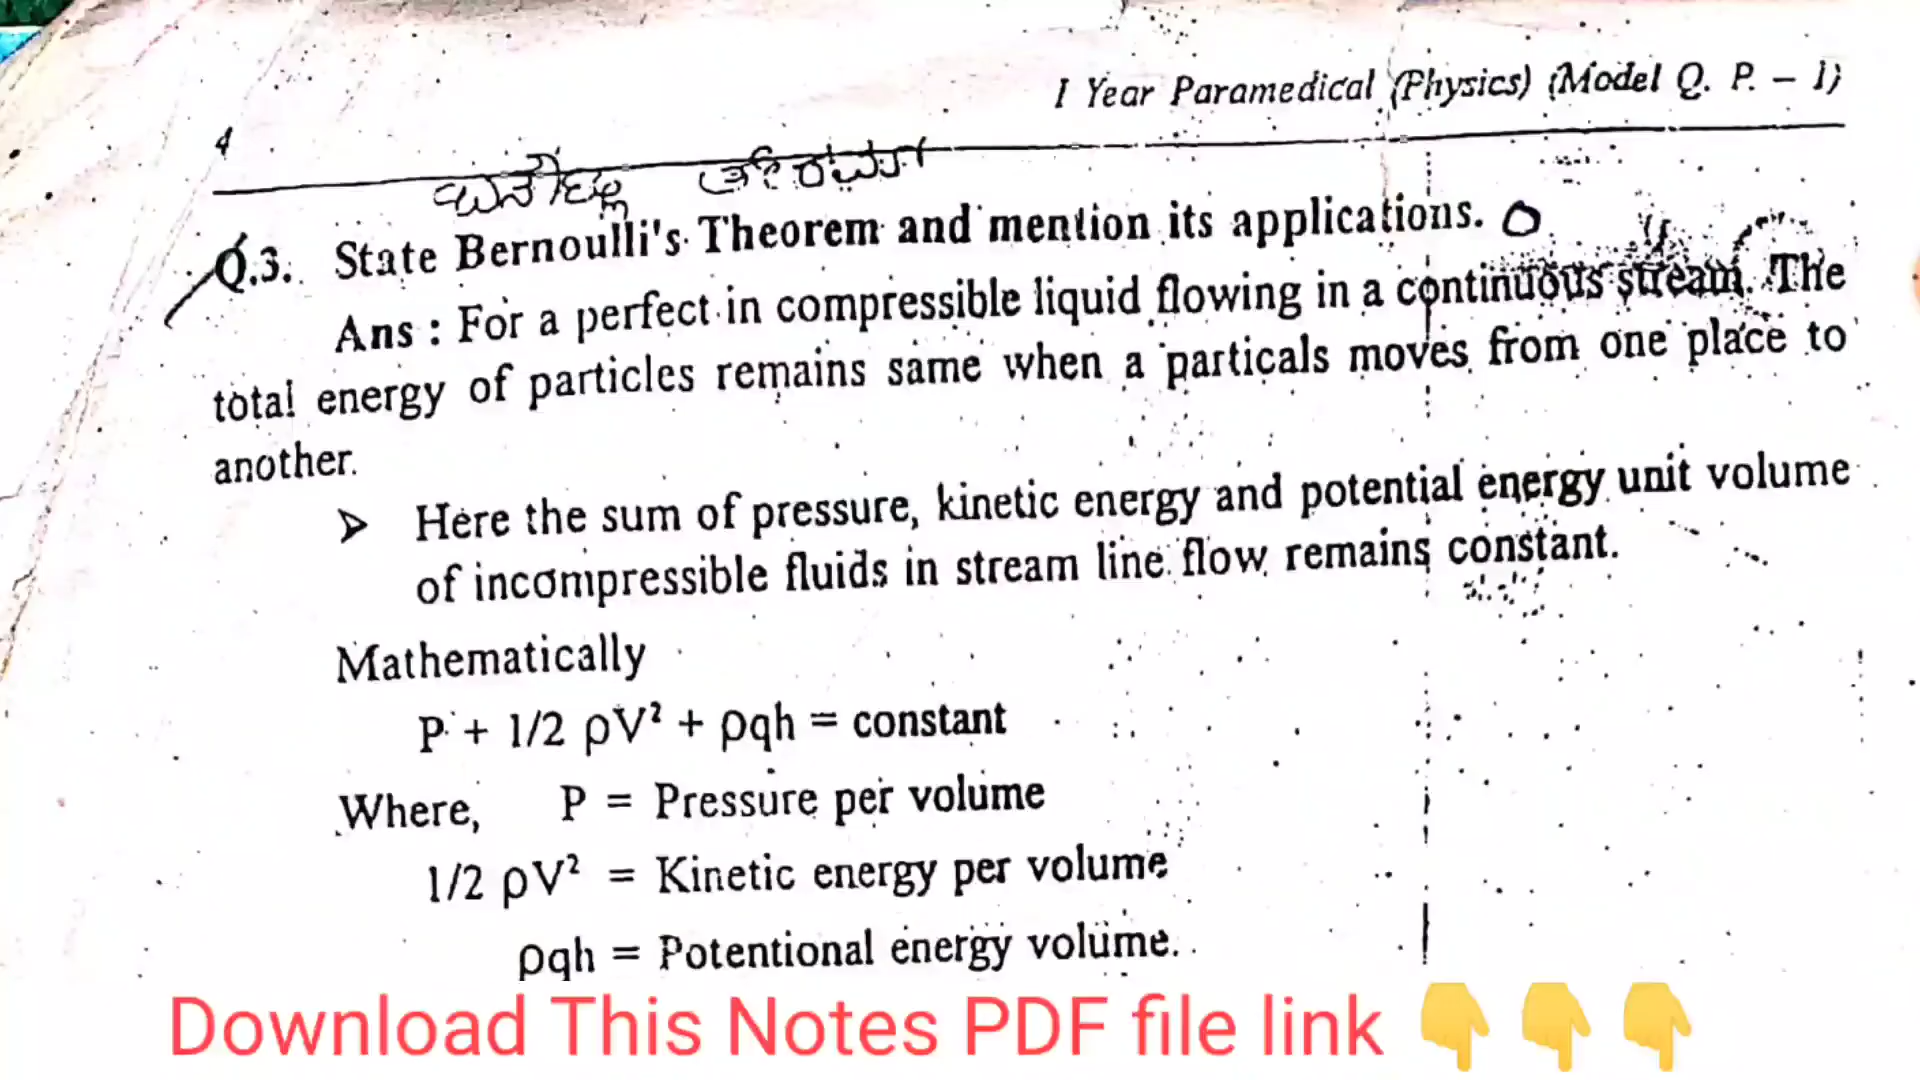 I Year Paramedical (Physics) (Model Q. P. – 1)
4
Q.3. State Bernoulli's Theorem and mention its applications.
Ans : For a perfect in compressible liquid flowing in a continuous stream. The
total energy of particles remains same when a particals moves from one place to
another.
➢ Here the sum of pressure, kinetic energy and potential energy unit volume
of incompressible fluids in stream line flow remains constant.
Mathematically
P + 1/2 ρV² + ρqh = constant
Where, P = Pressure per volume
1/2 ρV² = Kinetic energy per volume
ρqh = Potentional energy volume.
Download This Notes PDF file link 👇👇👇